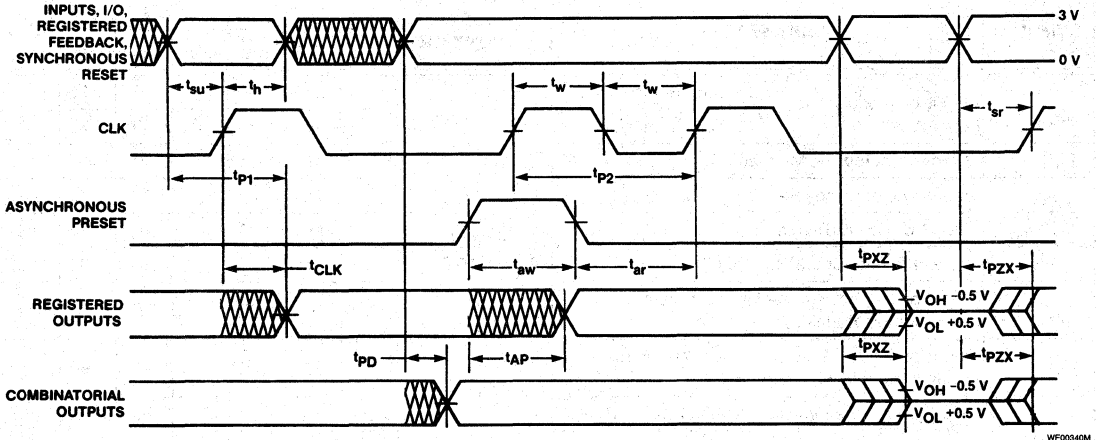 INPUTS, I/O,
REGISTERED
FEEDBACK,
SYNCHRONOUS
RESET
3 V
0 V
tsu
th
tw
tw
tsr
CLK
tP1
tP2
ASYNCHRONOUS
PRESET
tCLK
taw
tar
tPXZ
tPZX
REGISTERED
OUTPUTS
VOH -0.5 V
VOL +0.5 V
tPD
tAP
tPXZ
tPZX
COMBINATORIAL
OUTPUTS
VOH -0.5 V
VOL +0.5 V
WF00340M